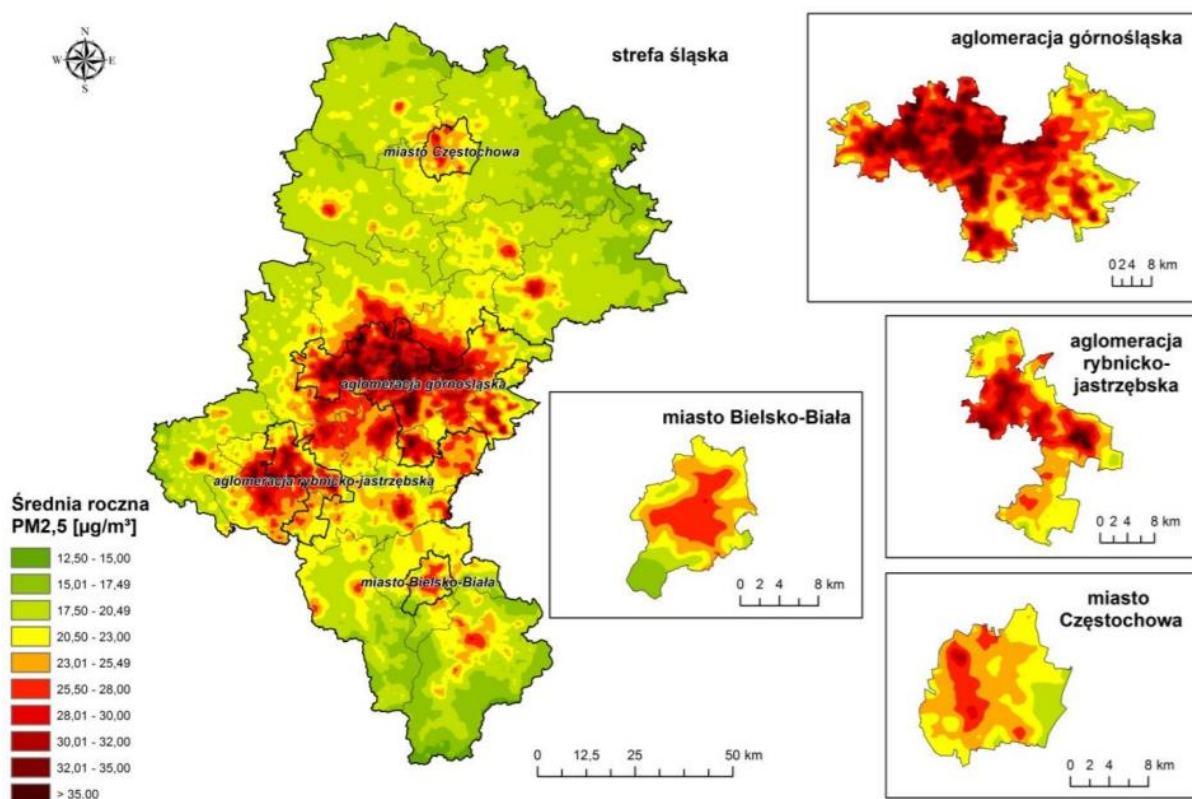 N
W E
S
strefa śląska
miasto Częstochowa
aglomeracja górnośląska
aglomeracja rybnicko-jastrzębska
miasto Bielsko-Biała
Średnia roczna
PM2,5 [µg/m³]
12,50 - 15,00
15,01 - 17,49
17,50 - 20,49
20,50 - 23,00
23,01 - 25,49
25,50 - 28,00
28,01 - 30,00
30,01 - 32,00
32,01 - 35,00
> 35,00
0 12,5 25 50 km
aglomeracja górnośląska
0 2 4 8 km
aglomeracja
rybnicko-
jastrzębska
0 2 4 8 km
miasto Bielsko-Biała
0 2 4 8 km
miasto
Częstochowa
0 2 4 8 km